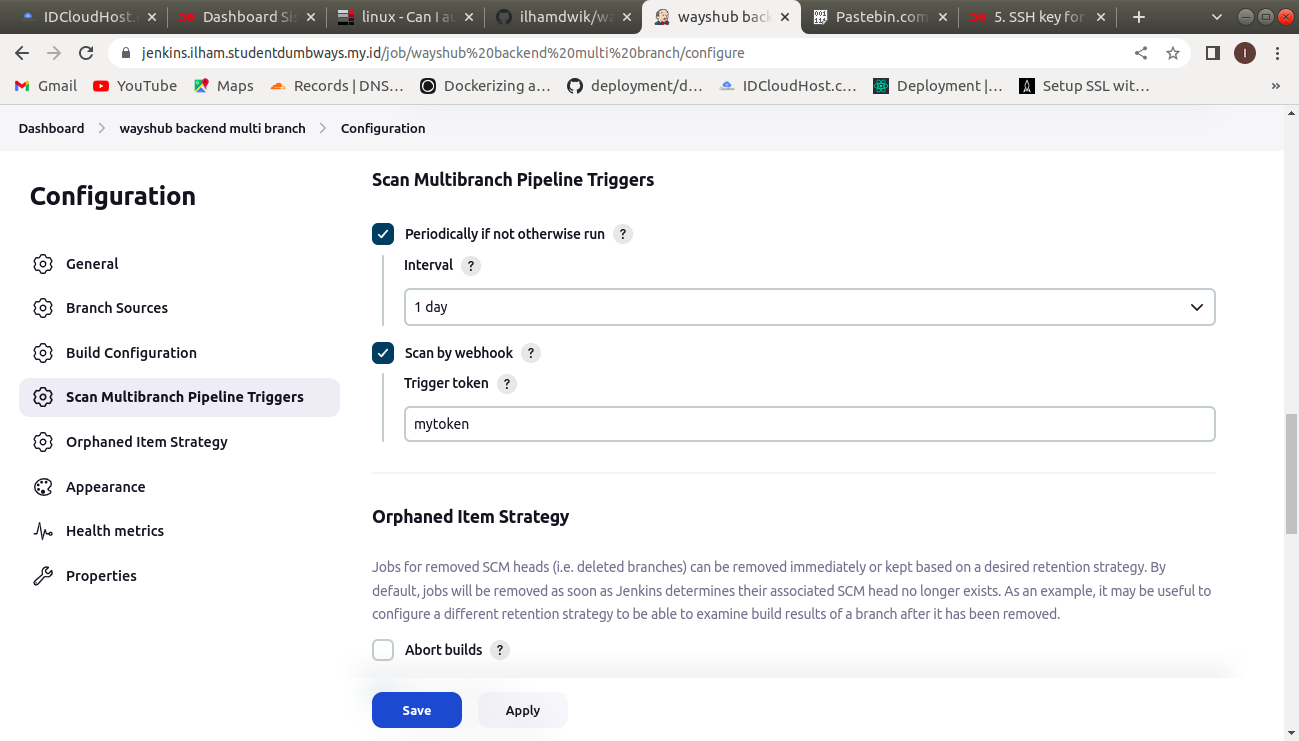 IDCloudHost.
Dashboard Sis
linux - Can I au
ilhamdwik/wa
wayshub back
Pastebin.com
5. SSH key for
jenkins.ilham.studentdumbways.my.id/job/wayshub%20backend%20multi%20branch/configure
I
Gmail
YouTube
Maps
Records | DNS...
Dockerizing a...
deployment/d...
IDCloudHost.c...
Deployment |...
Setup SSL wit...
»
Dashboard
wayshub backend multi branch
Configuration
Configuration
General
Branch Sources
Build Configuration
Scan Multibranch Pipeline Triggers
Orphaned Item Strategy
Appearance
Health metrics
Properties
Scan Multibranch Pipeline Triggers
Periodically if not otherwise run ?
Interval ?
1 day
Scan by webhook ?
Trigger token ?
mytoken
Orphaned Item Strategy
Jobs for removed SCM heads (i.e. deleted branches) can be removed immediately or kept based on a desired retention strategy. By
default, jobs will be removed as soon as Jenkins determines their associated SCM head no longer exists. As an example, it may be useful to
configure a different retention strategy to be able to examine build results of a branch after it has been removed.
Abort builds ?
Save
Apply